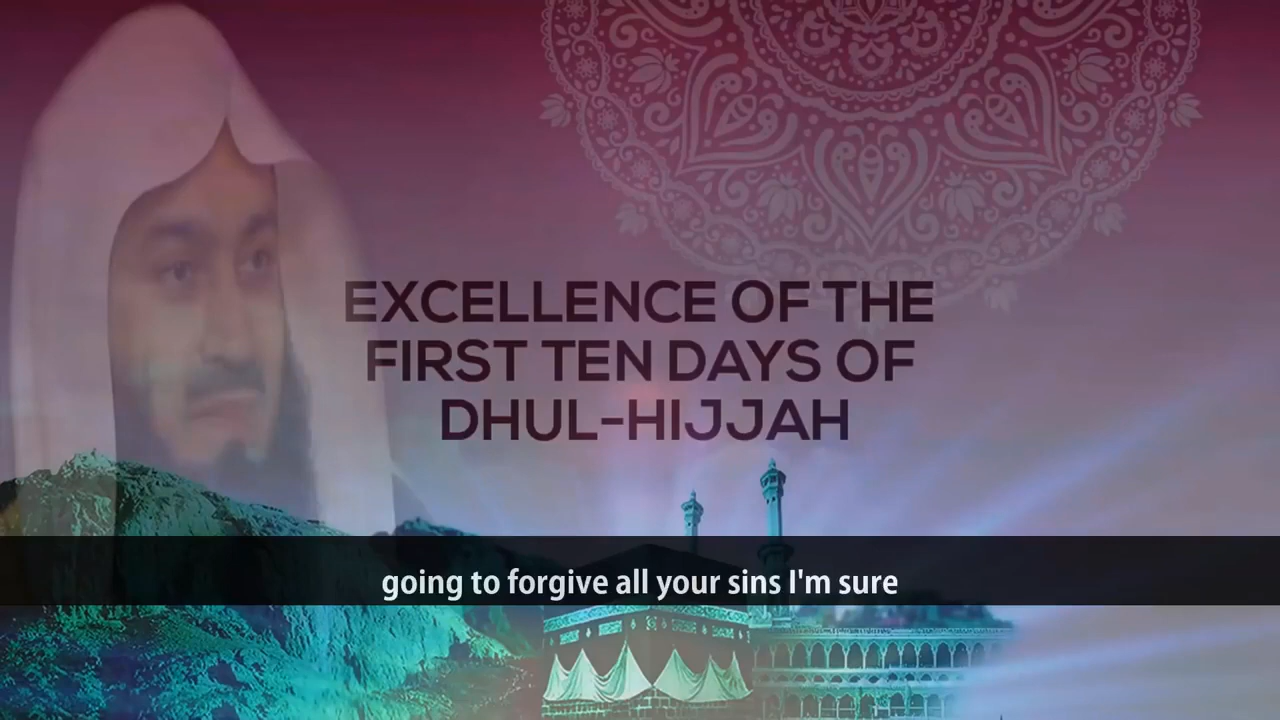 EXCELLENCE OF THE
FIRST TEN DAYS OF
DHUL-HIJJAH
going to forgive all your sins I'm sure